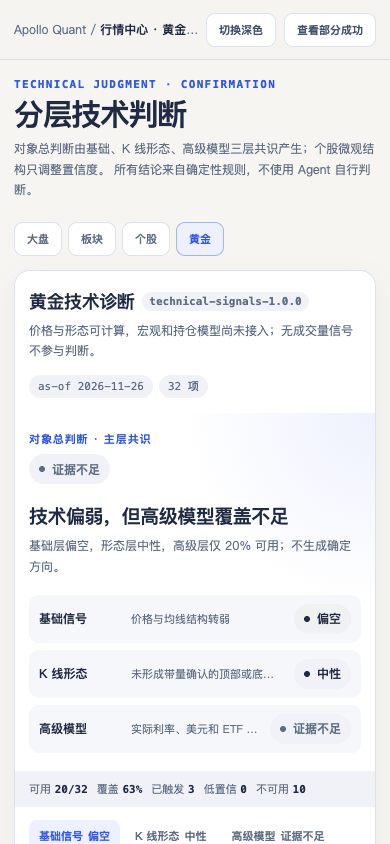 Apollo Quant / 行情中心 · 黄金... 切换深色 查看部分成功
TECHNICAL JUDGMENT · CONFIRMATION
分层技术判断
对象总判断由基础、K 线形态、高级模型三层共识产生；个股微观结
构只调整置信度。 所有结论来自确定性规则，不使用 Agent 自行判
断。
大盘 板块 个股 黄金
黄金技术诊断 technical-signals-1.0.0
价格与形态可计算，宏观和持仓模型尚未接入；无成交量信号
不参与判断。
as-of 2026-11-26 32 项
对象总判断 · 主层共识
证据不足
技术偏弱，但高级模型覆盖不足
基础层偏空，形态层中性，高级层仅 20% 可用；不生成确定
方向。
基础信号 价格与均线结构转弱 偏空
K 线形态 未形成带量确认的顶部或底... 中性
高级模型 实际利率、美元和 ETF ... 证据不足
可用 20/32 覆盖 63% 已触发 3 低置信 0 不可用 10
基础信号 偏空 K 线形态 中性 高级模型 证据不足